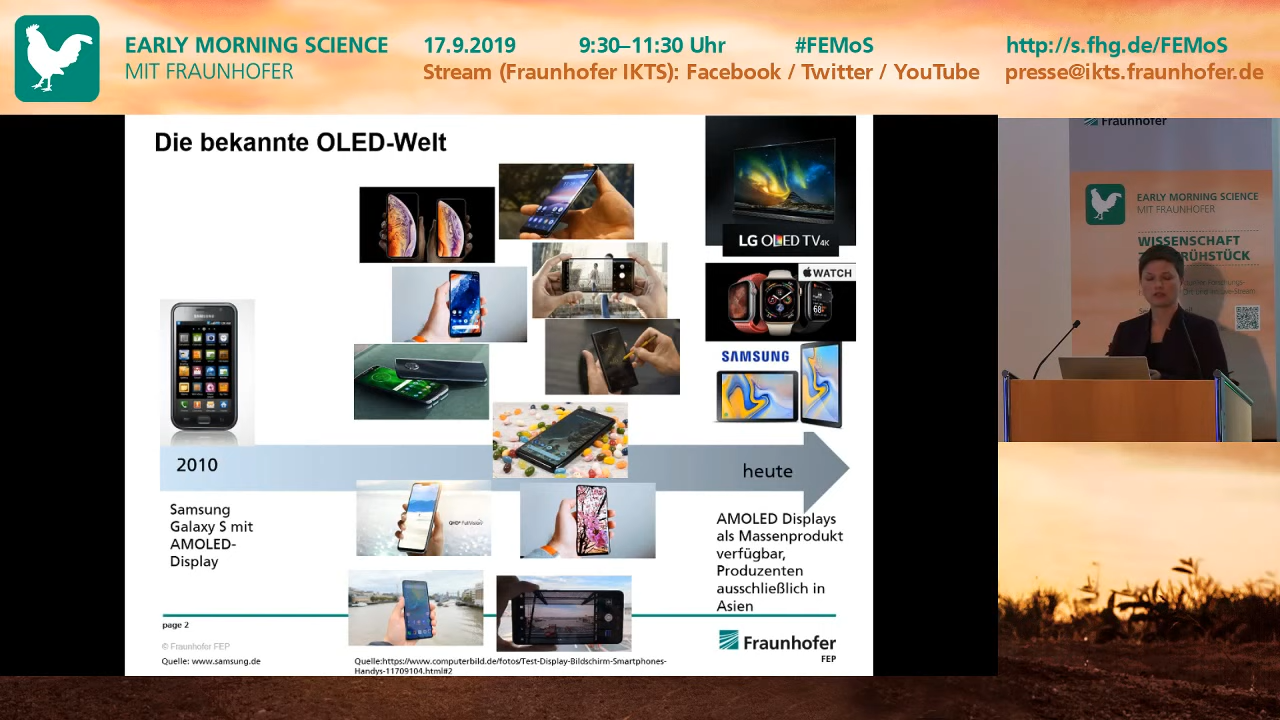 EARLY MORNING SCIENCE
MIT FRAUNHOFER
17.9.2019 9:30–11:30 Uhr #FEMoS http://s.fhg.de/FEMoS
Stream (Fraunhofer IKTS): Facebook / Twitter / YouTube presse@ikts.fraunhofer.de
Die bekannte OLED-Welt
SAMSUNG
LG OLED TV 4K
WATCH
68
SAMSUNG
QHD+ FullVision
2010
heute
Samsung
Galaxy S mit
AMOLED-
Display
AMOLED Displays
als Massenprodukt
verfügbar,
Produzenten
ausschließlich in
Asien
page 2
© Fraunhofer FEP
Quelle: www.samsung.de
Quelle:https://www.computerbild.de/fotos/Test-Display-Bildschirm-Smartphones-
Handys-11709104.html#2
Fraunhofer
FEP
Fraunhofer
EARLY MORNING SCIENCE
MIT FRAUNHOFER
WISSENSCHAFT